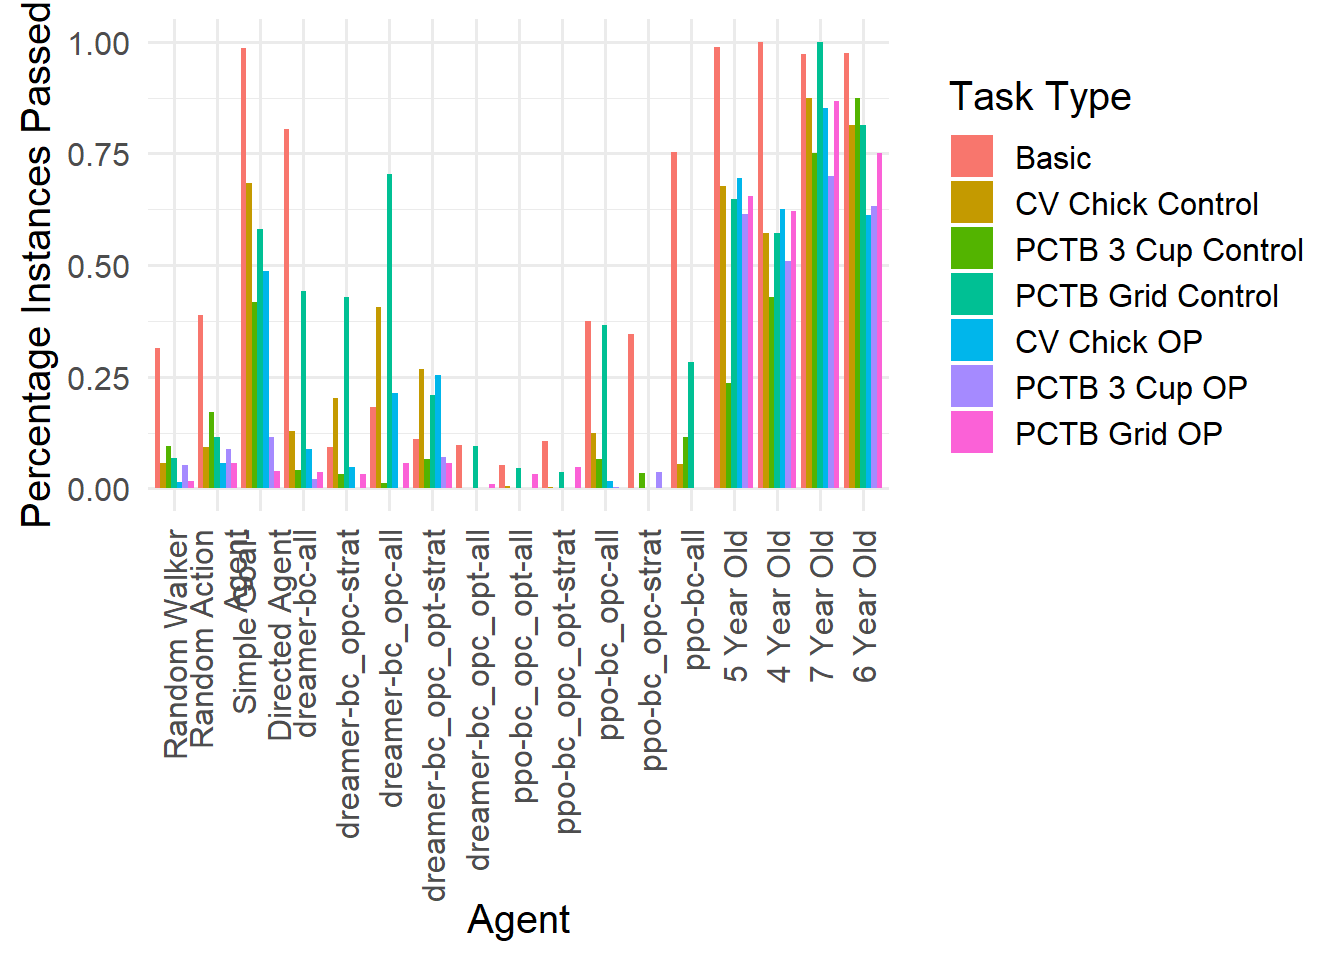 Percentage Instances Passed
1.00
0.75
0.50
0.25
0.00
Random Walker
Random Action
Agent
Simple Goal-
Directed Agent
dreamer-bc-all
dreamer-bc_opc-strat
dreamer-bc_opc-all
dreamer-bc_opc_opt-strat
dreamer-bc_opc_opt-all
ppo-bc_opc_opt-all
ppo-bc_opc_opt-strat
ppo-bc_opc-all
ppo-bc_opc-strat
ppo-bc-all
5 Year Old
4 Year Old
7 Year Old
6 Year Old
Agent
Task Type
Basic
CV Chick Control
PCTB 3 Cup Control
PCTB Grid Control
CV Chick OP
PCTB 3 Cup OP
PCTB Grid OP